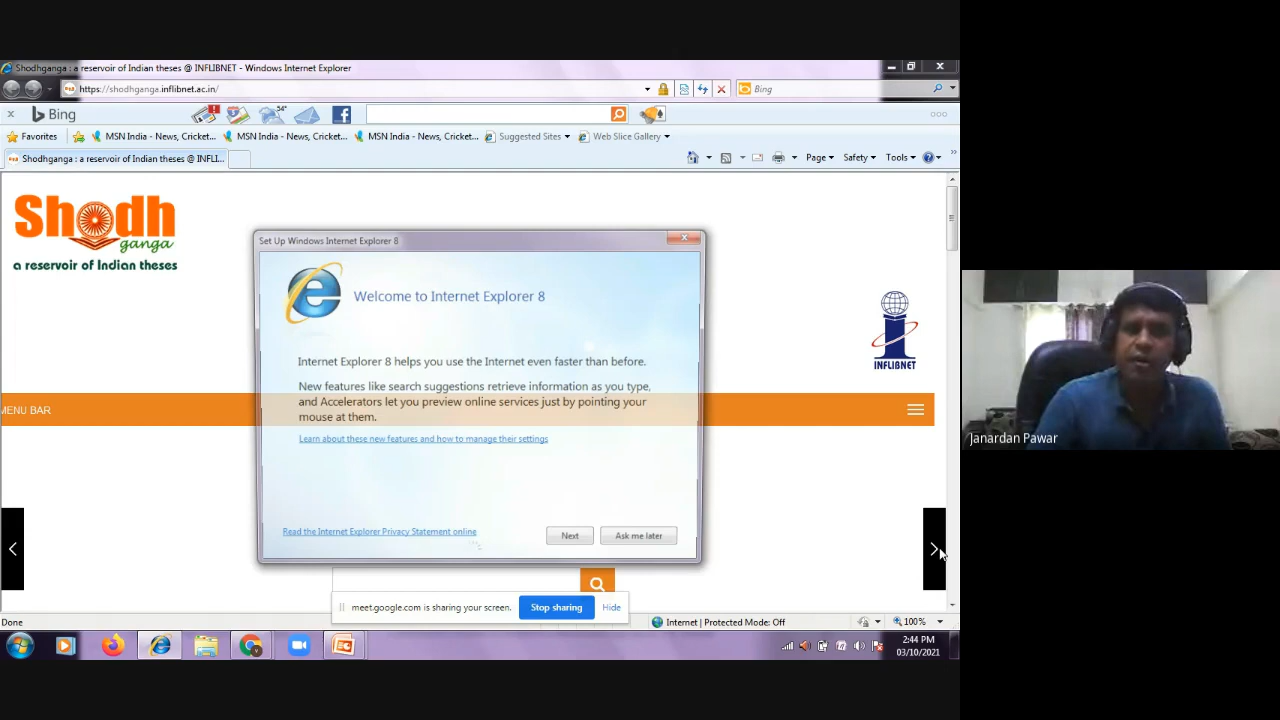 Shodhganga : a reservoir of Indian theses @ INFLIBNET - Windows Internet Explorer
https://shodhganga.inflibnet.ac.in/
Bing
x
Bing
54°
Favorites
MSN India - News, Cricket...
MSN India - News, Cricket...
MSN India - News, Cricket...
Suggested Sites
Web Slice Gallery
Shodhganga : a reservoir of Indian theses @ INFLI...
Page
Safety
Tools
Shodh
ganga
a reservoir of Indian theses
INFLIBNET
MENU BAR
Set Up Windows Internet Explorer 8
Welcome to Internet Explorer 8
Internet Explorer 8 helps you use the Internet even faster than before.
New features like search suggestions retrieve information as you type,
and Accelerators let you preview online services just by pointing your
mouse at them.
Learn about these new features and how to manage their settings
Read the Internet Explorer Privacy Statement online
Next
Ask me later
meet.google.com is sharing your screen.
Stop sharing
Hide
Done
Internet | Protected Mode: Off
100%
2:44 PM
03/10/2021
Janardan Pawar